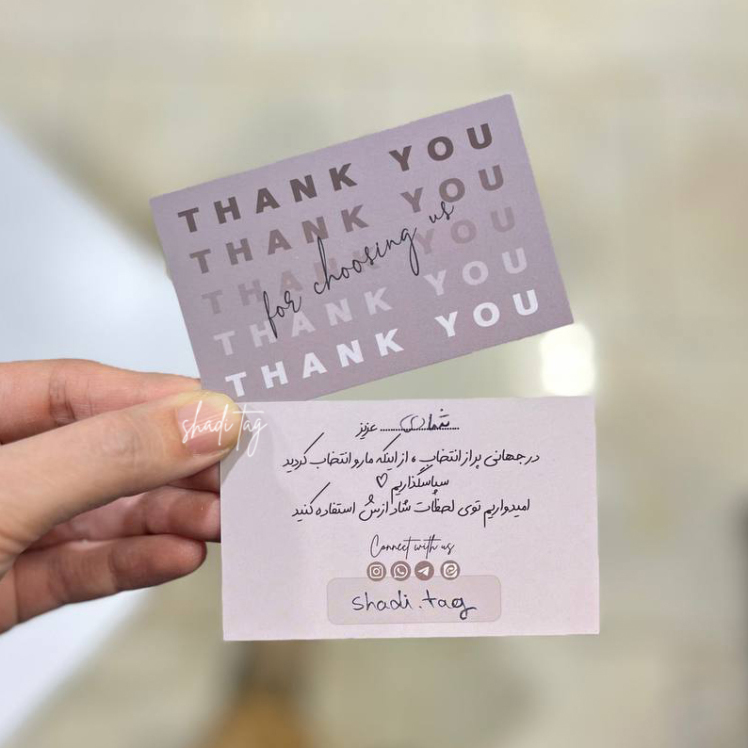 THANK YOU
THANK YOU
for choosing us
THANK YOU
THANK YOU
THANK YOU
shadi tag
شما عزیز
در جهانی پر از انتخاب ، از اینکه مارو انتخاب کردید
سپاسگذاریم ♡
امیدواریم توی لحظات شاد ازش استفاده کنید
Connect with us
shadi.tag